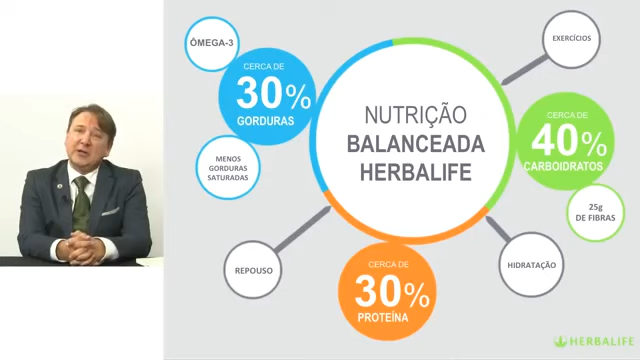 ÔMEGA-3
CERCA DE
30%
GORDURAS
MENOS
GORDURAS
SATURADAS
NUTRIÇÃO
BALANCEADA
HERBALIFE
EXERCÍCIOS
CERCA DE
40%
CARBOIDRATOS
25g
DE FIBRAS
REPOUSO
CERCA DE
30%
PROTEÍNA
HIDRATAÇÃO
HERBALIFE